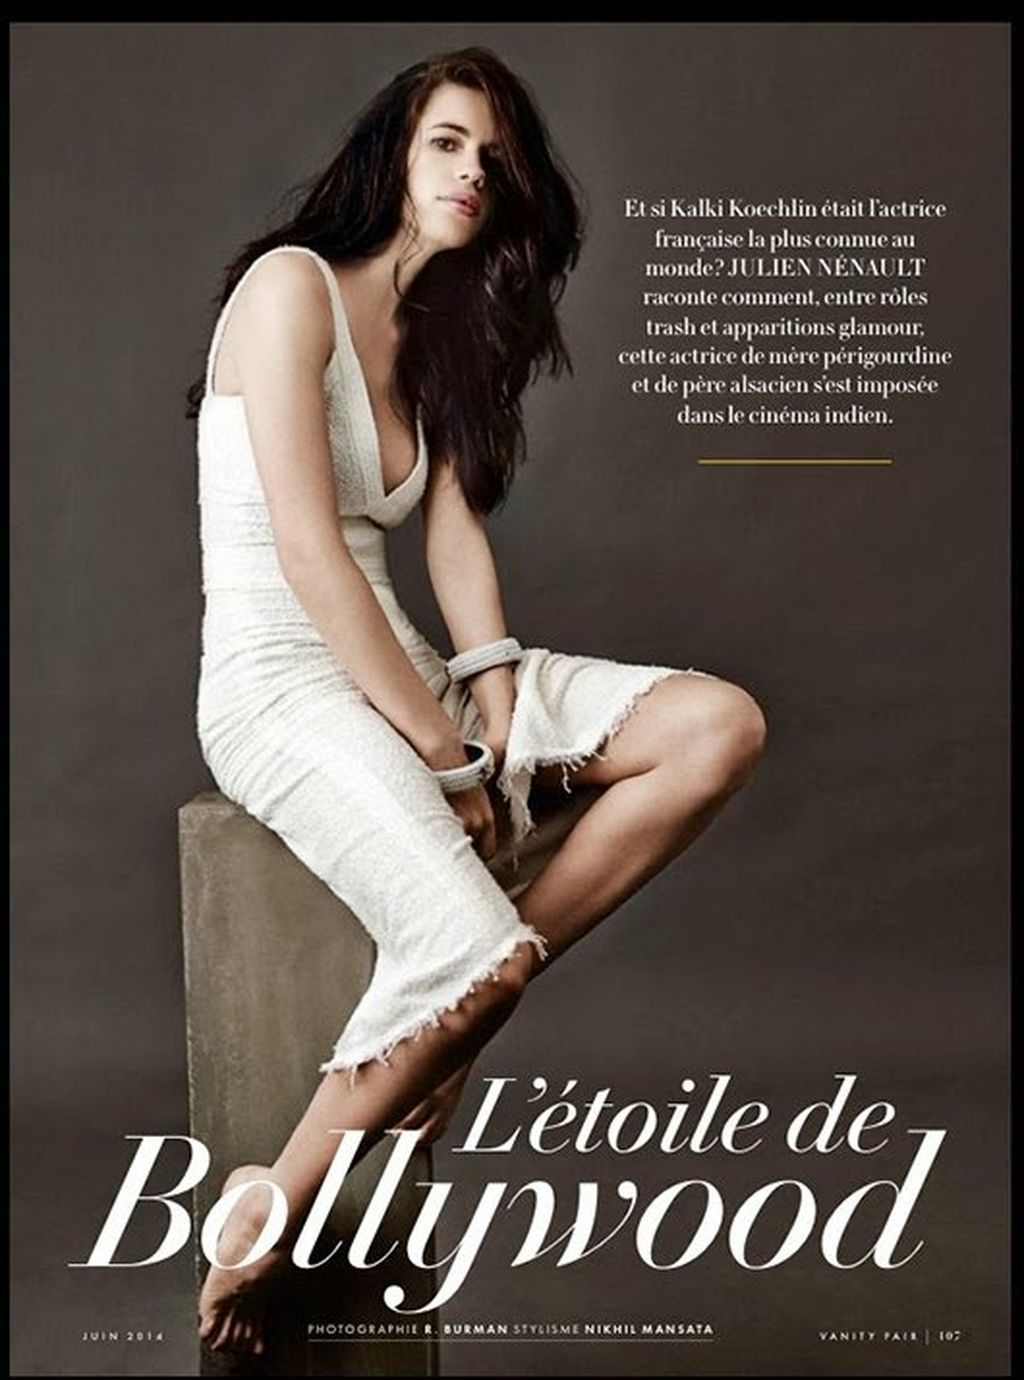 Et si Kalki Koechlin était l'actrice
française la plus connue au
monde? JULIEN NÉNAULT
raconte comment, entre rôles
trash et apparitions glamour,
cette actrice de mère périgourdine
et de père alsacien s'est imposée
dans le cinéma indien.
L'étoile de
Bollywood
JUIN 2014
PHOTOGRAPHIE R. BURMAN STYLISME NIKHIL MANSATA
VANITY FAIR | 107